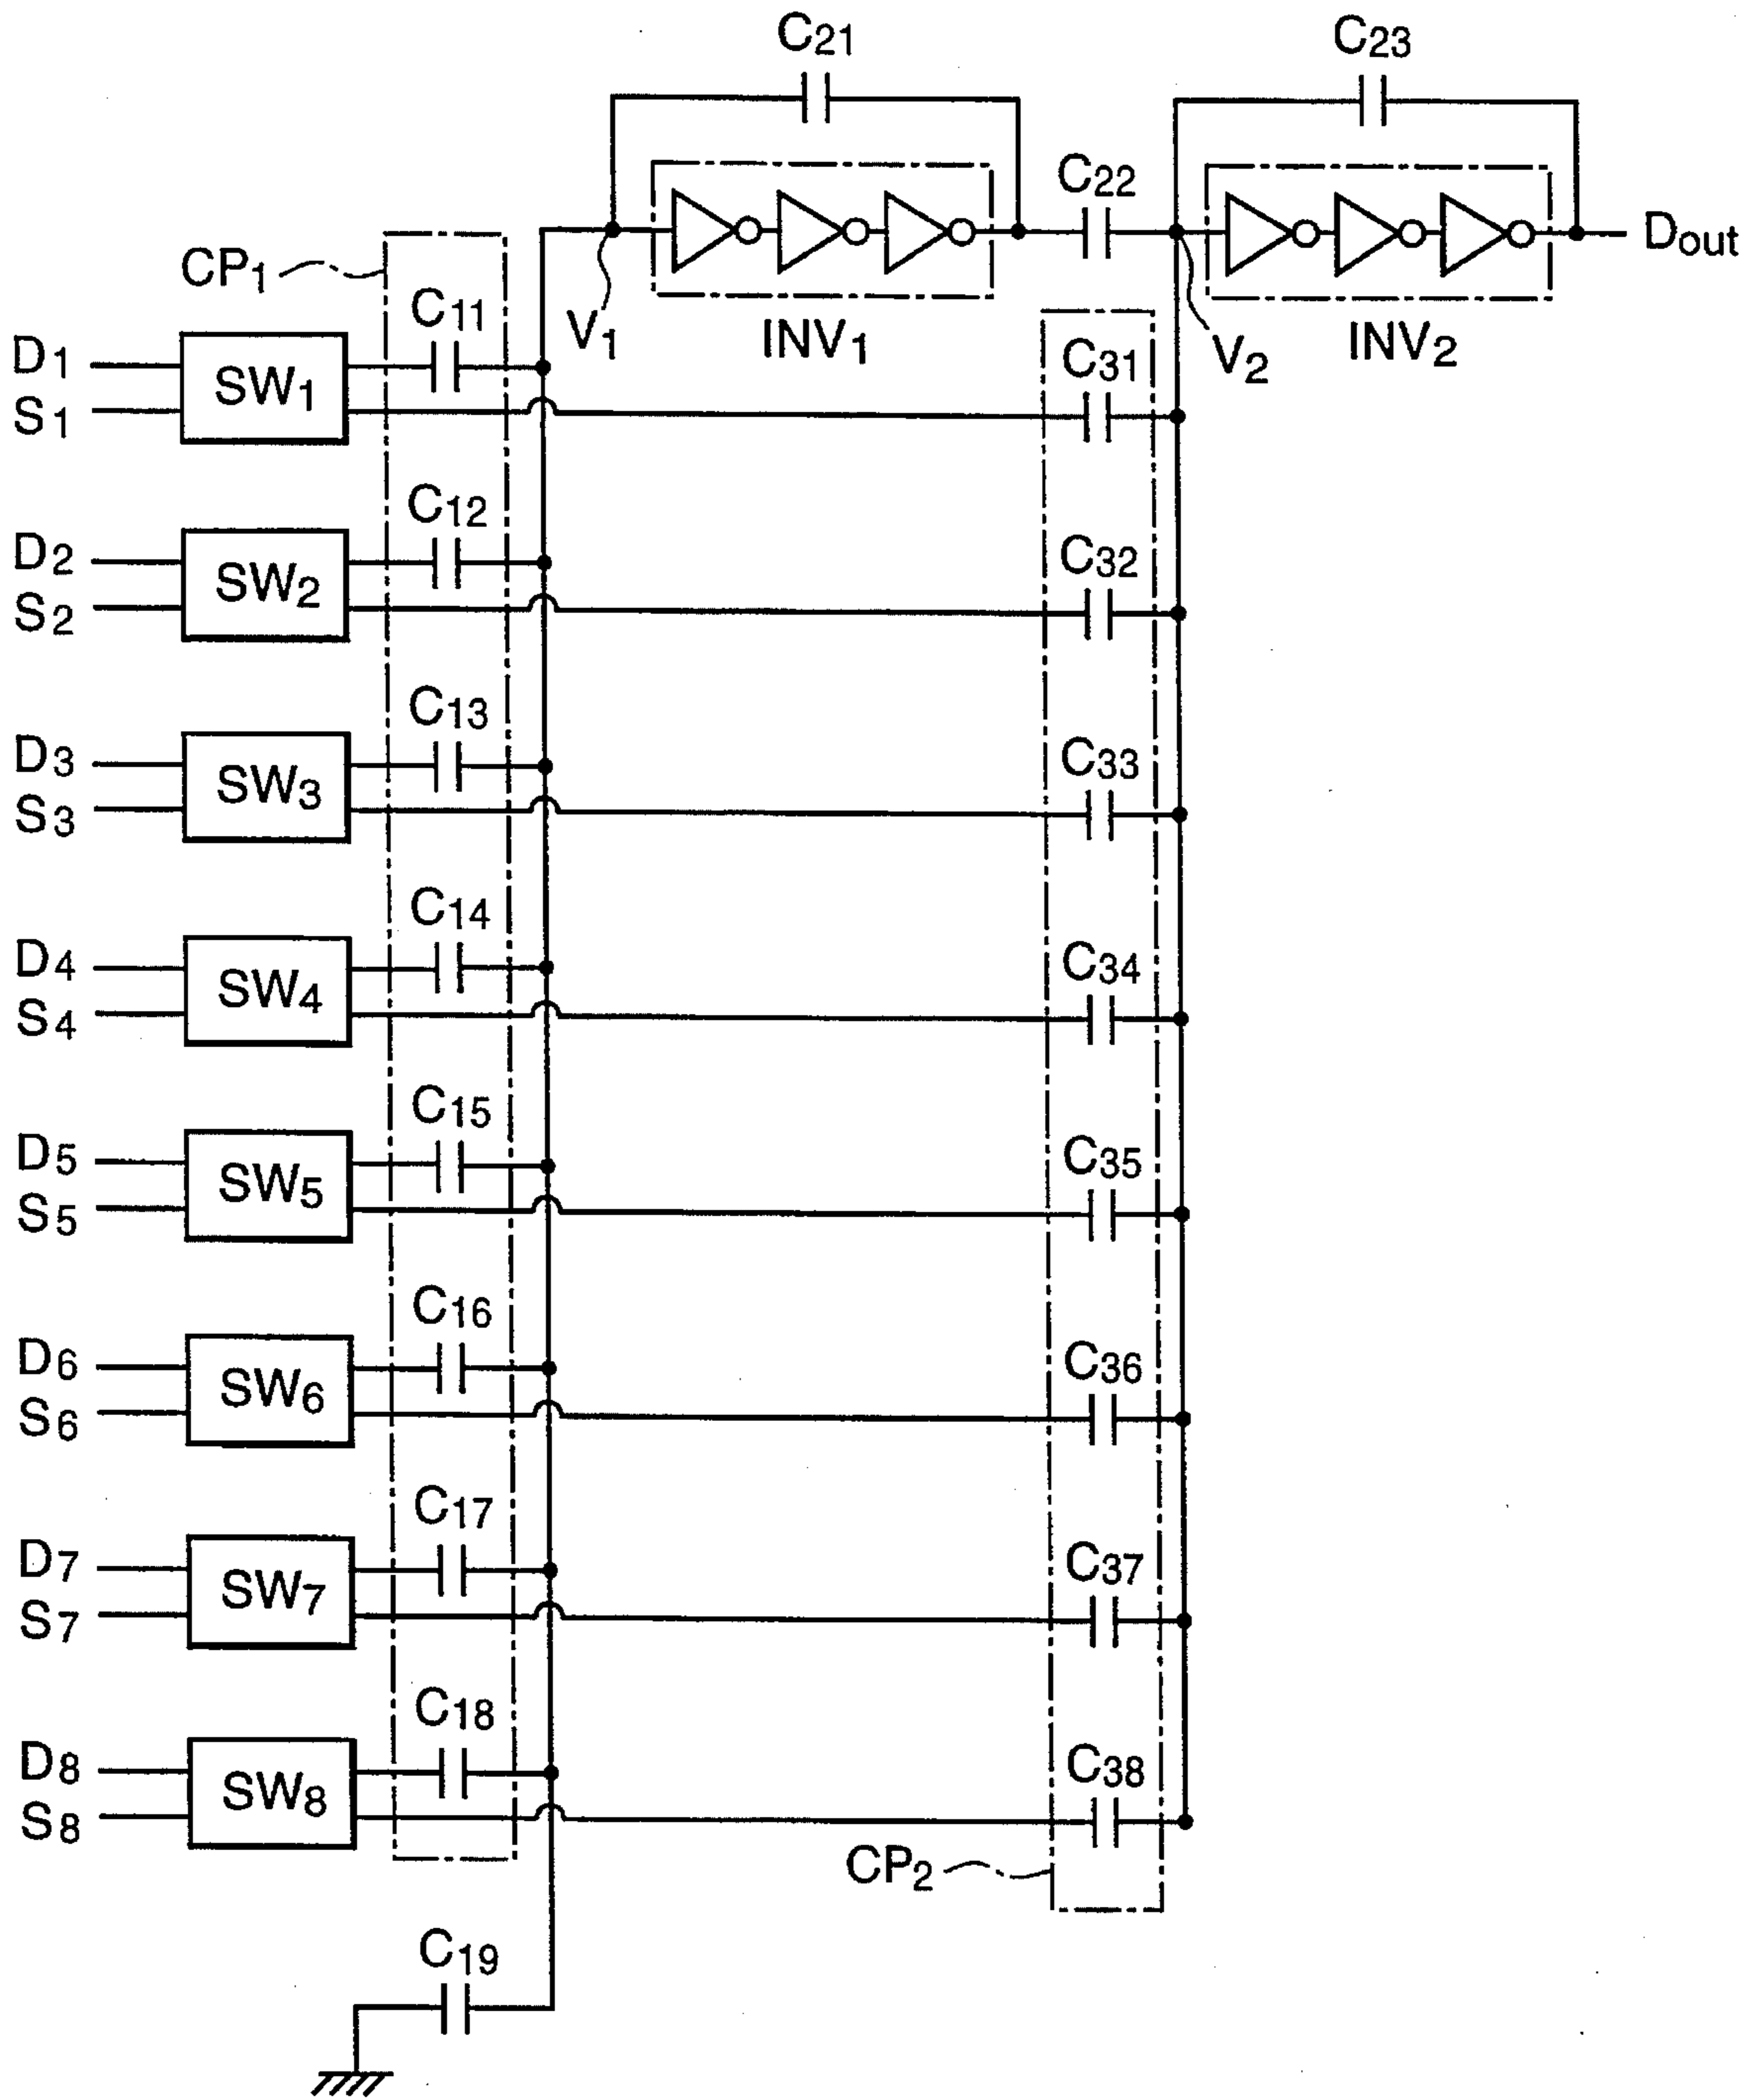 C21 C23
C22
Dout
CP1
C11
V1 INV1 V2 INV2
D1 SW1 C31
S1
C12
D2 SW2 C32
S2
C13
D3 SW3 C33
S3
C14
D4 SW4 C34
S4
C15
D5 SW5 C35
S5
C16
D6 SW6 C36
S6
C17
D7 SW7 C37
S7
C18
D8 SW8 C38
S8
CP2
C19